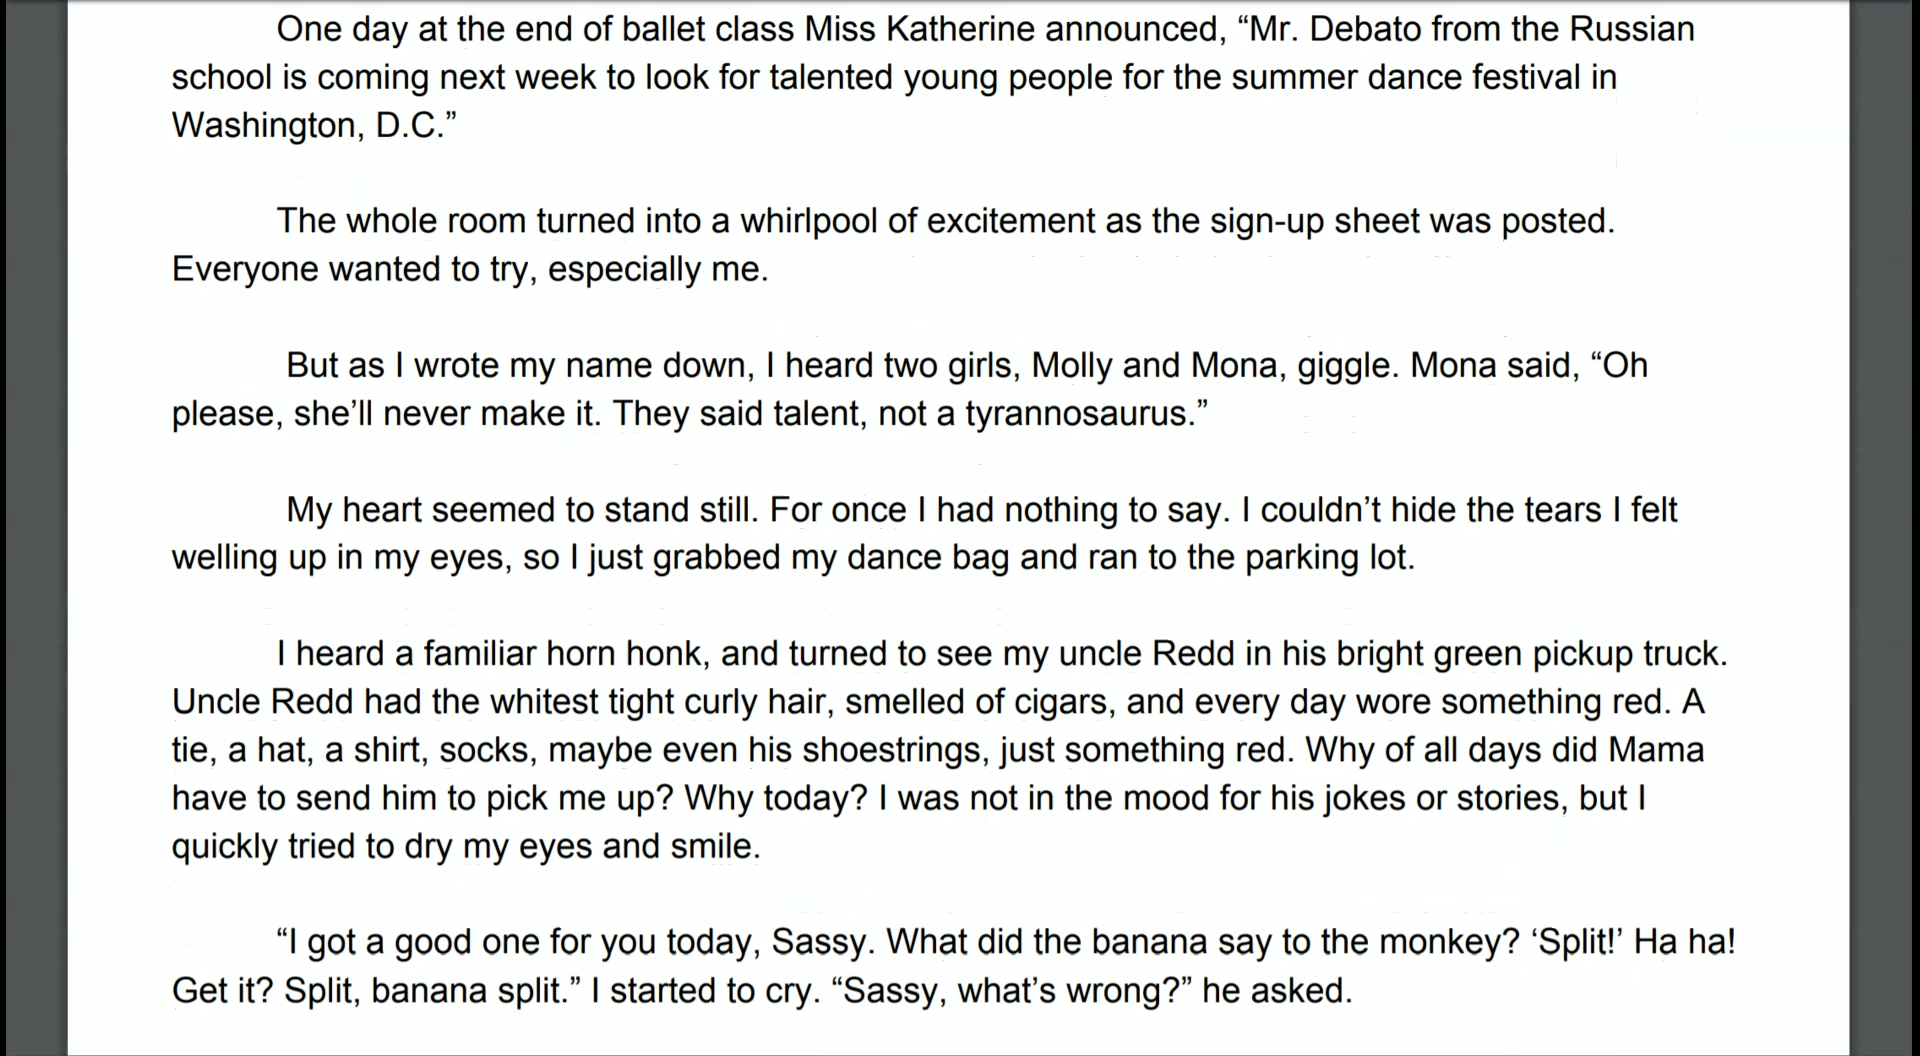 One day at the end of ballet class Miss Katherine announced, “Mr. Debato from the Russian
school is coming next week to look for talented young people for the summer dance festival in
Washington, D.C.”
The whole room turned into a whirlpool of excitement as the sign-up sheet was posted.
Everyone wanted to try, especially me.
But as I wrote my name down, I heard two girls, Molly and Mona, giggle. Mona said, “Oh
please, she’ll never make it. They said talent, not a tyrannosaurus.”
My heart seemed to stand still. For once I had nothing to say. I couldn’t hide the tears I felt
welling up in my eyes, so I just grabbed my dance bag and ran to the parking lot.
I heard a familiar horn honk, and turned to see my uncle Redd in his bright green pickup truck.
Uncle Redd had the whitest tight curly hair, smelled of cigars, and every day wore something red. A
tie, a hat, a shirt, socks, maybe even his shoestrings, just something red. Why of all days did Mama
have to send him to pick me up? Why today? I was not in the mood for his jokes or stories, but I
quickly tried to dry my eyes and smile.
“I got a good one for you today, Sassy. What did the banana say to the monkey? ‘Split!’ Ha ha!
Get it? Split, banana split.” I started to cry. “Sassy, what’s wrong?” he asked.